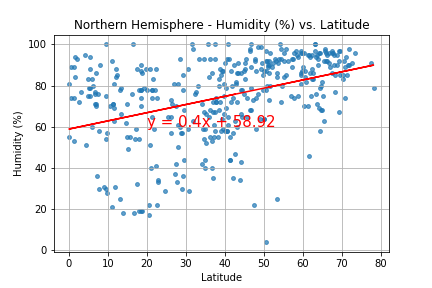 Northern Hemisphere - Humidity (%) vs. Latitude
100
80
60
40
20
0
Humidity (%)
y = 0.4x + 58.92
0 10 20 30 40 50 60 70 80
Latitude